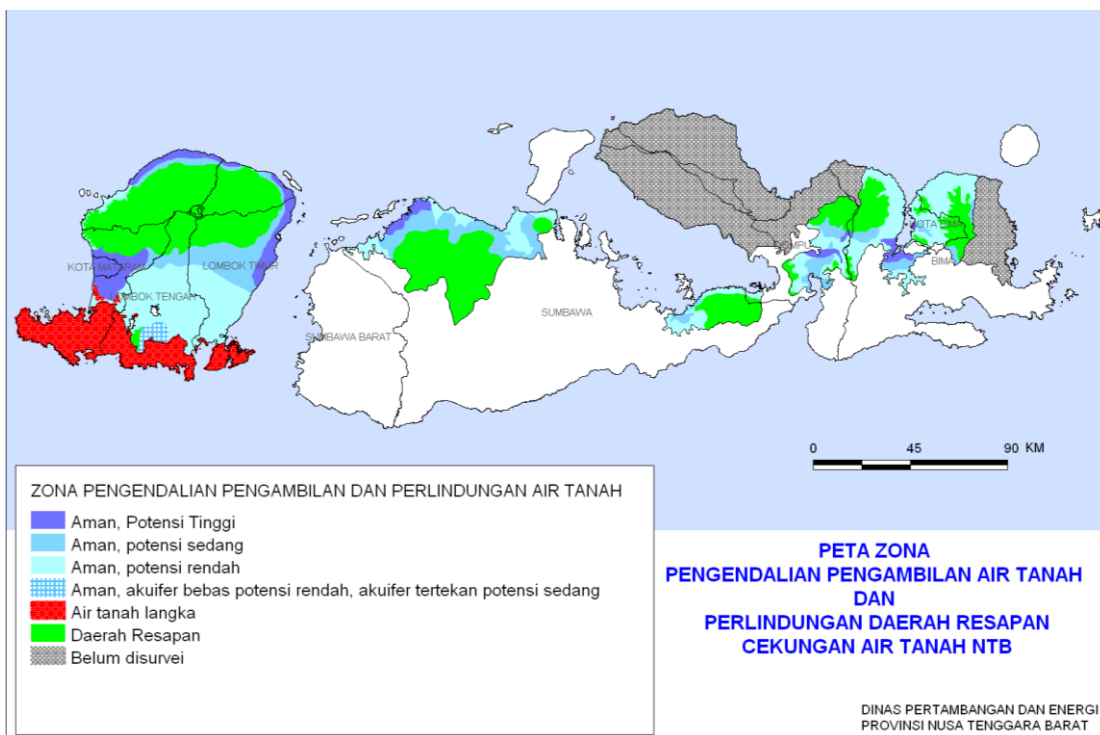 KOTA MATARAM
LOMBOK TIMUR
LOMBOK TENGAH
SUMBAWA BARAT
SUMBAWA
DOMPU
KOTA BIMA
BIMA
0 45 90 KM
ZONA PENGENDALIAN PENGAMBILAN DAN PERLINDUNGAN AIR TANAH
Aman, Potensi Tinggi
Aman, potensi sedang
Aman, potensi rendah
Aman, akuifer bebas potensi rendah, akuifer tertekan potensi sedang
Air tanah langka
Daerah Resapan
Belum disurvei
PETA ZONA
PENGENDALIAN PENGAMBILAN AIR TANAH
DAN
PERLINDUNGAN DAERAH RESAPAN
CEKUNGAN AIR TANAH NTB
DINAS PERTAMBANGAN DAN ENERGI
PROVINSI NUSA TENGGARA BARAT